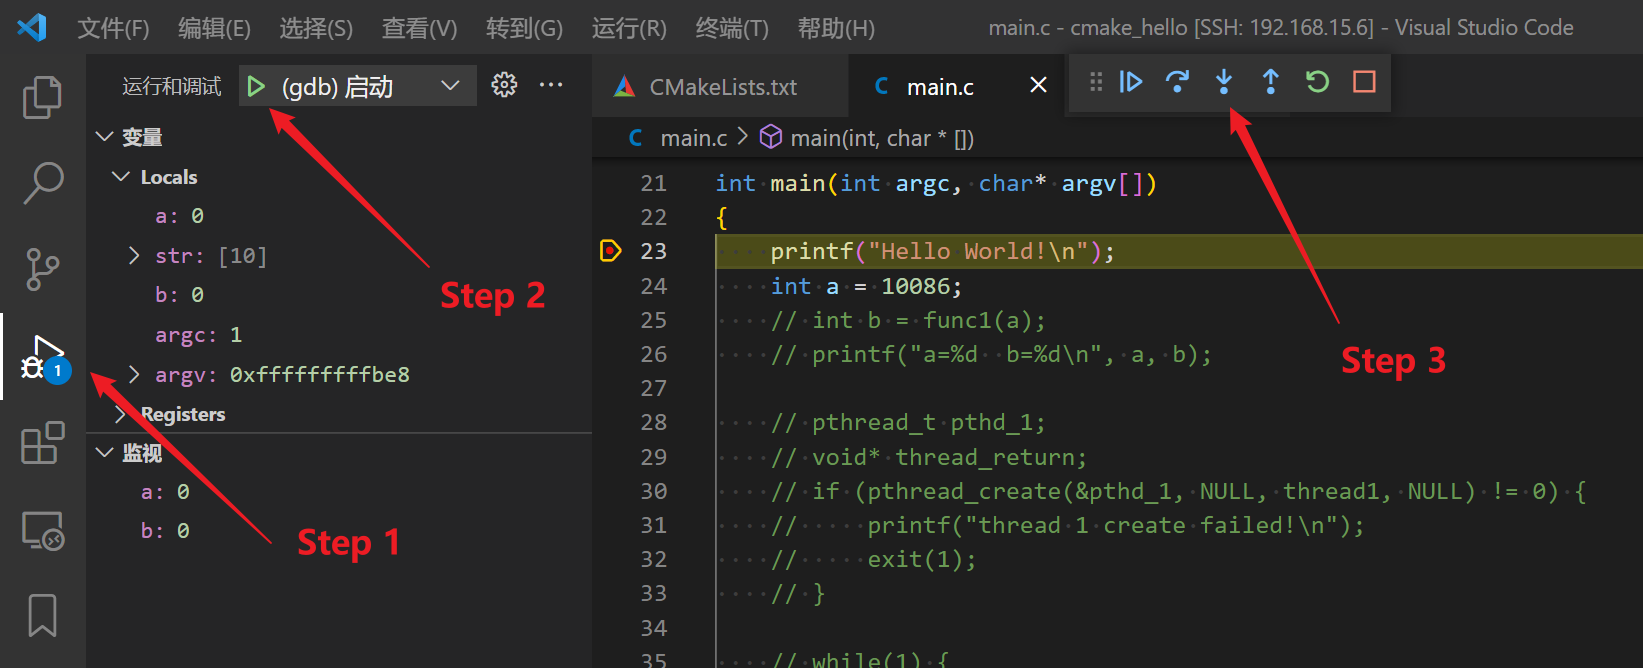 文件(F) 编辑(E) 选择(S) 查看(V) 转到(G) 运行(R) 终端(T) 帮助(H) main.c - cmake_hello [SSH: 192.168.15.6] - Visual Studio Code
运行和调试 (gdb) 启动 ···
CMakeLists.txt C main.c
C main.c > main(int, char * [])
变量
Locals
a: 0
str: [10]
b: 0
argc: 1
argv: 0xfffffffffbe8
Registers
监视
a: 0
b: 0
1
Step 1
Step 2
Step 3
21 int main(int argc, char* argv[])
22 {
23 printf("Hello World!\n");
24 int a = 10086;
25 // int b = func1(a);
26 // printf("a=%d b=%d\n", a, b);
27
28 // pthread_t pthd_1;
29 // void* thread_return;
30 // if (pthread_create(&pthd_1, NULL, thread1, NULL) != 0) {
31 // printf("thread 1 create failed!\n");
32 // exit(1);
33 // }
34
35 // while(1) {